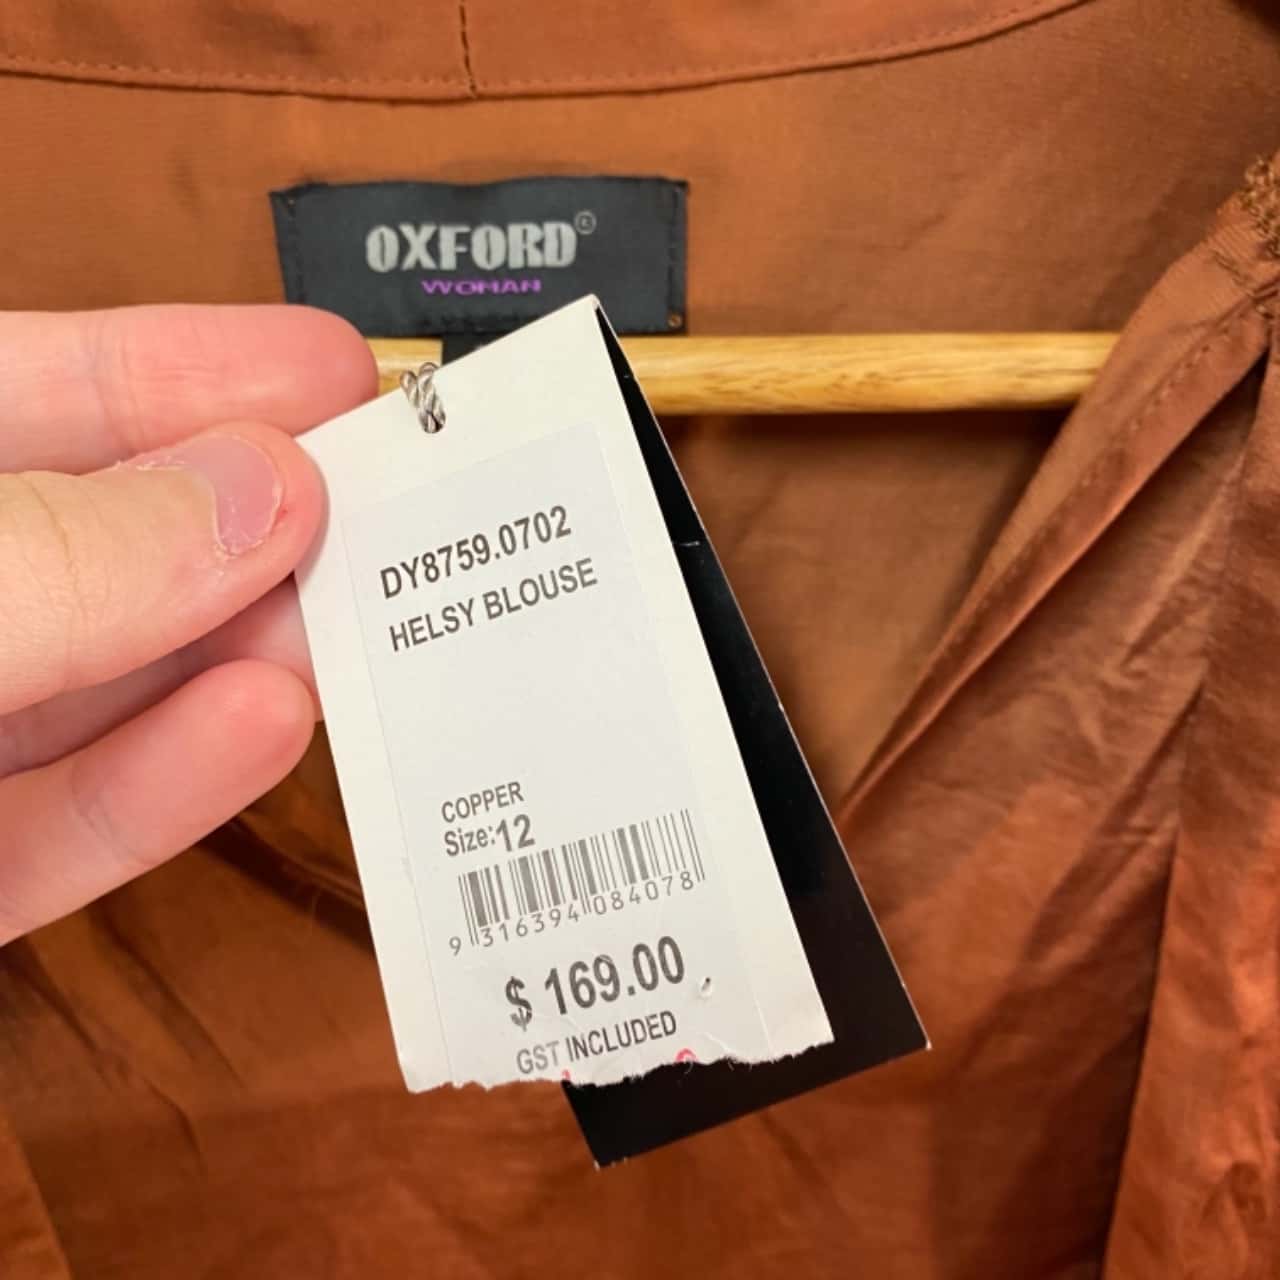 OXFORD©
WOMAN
DY8759.0702
HELSY BLOUSE
COPPER
Size:12
9 316394 084078
$ 169.00
GST INCLUDED